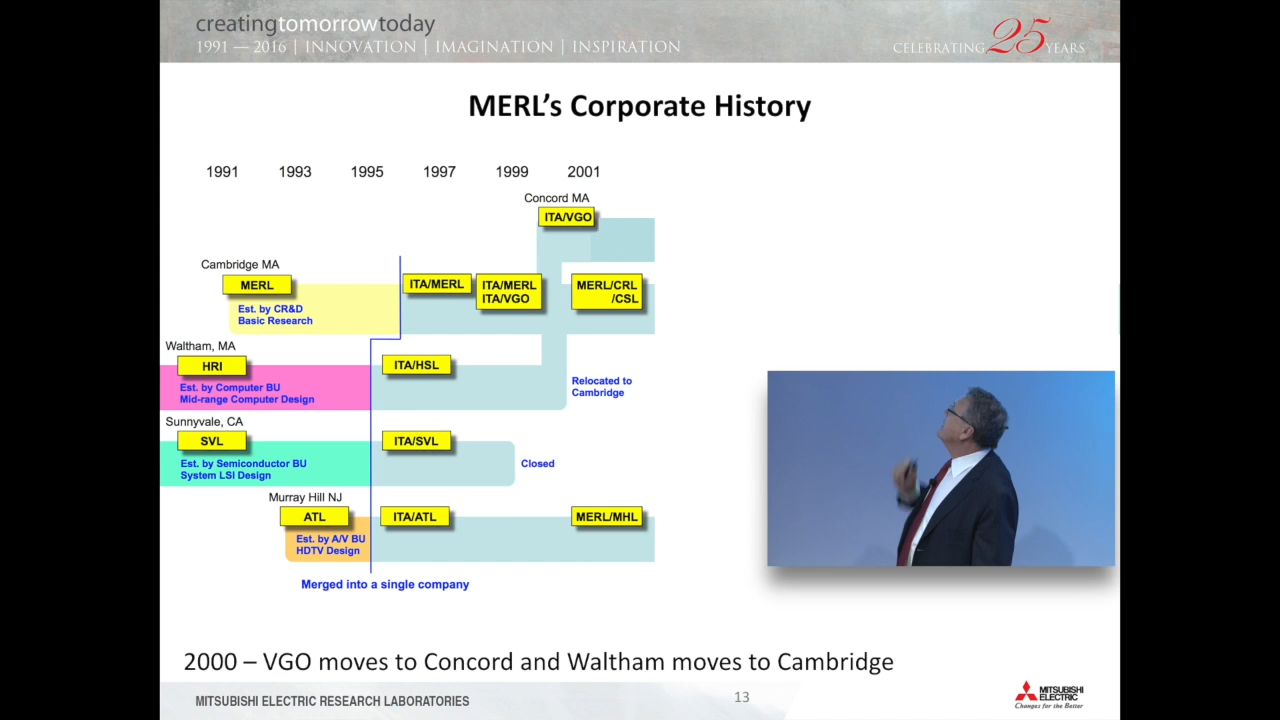 creatingtomorrowtoday
1991 — 2016 | INNOVATION | IMAGINATION | INSPIRATION
CELEBRATING 25 YEARS
MERL's Corporate History
1991 1993 1995 1997 1999 2001
Concord MA
ITA/VGO
Cambridge MA
MERL
Est. by CR&D
Basic Research
ITA/MERL
ITA/MERL
ITA/VGO
MERL/CRL
/CSL
Waltham, MA
HRI
Est. by Computer BU
Mid-range Computer Design
ITA/HSL
Relocated to
Cambridge
Sunnyvale, CA
SVL
Est. by Semiconductor BU
System LSI Design
ITA/SVL
Closed
Murray Hill NJ
ATL
Est. by A/V BU
HDTV Design
ITA/ATL
MERL/MHL
Merged into a single company
2000 – VGO moves to Concord and Waltham moves to Cambridge
MITSUBISHI ELECTRIC RESEARCH LABORATORIES
13
MITSUBISHI
ELECTRIC
Changes for the Better